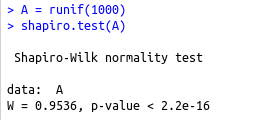 > A = runif(1000)
> shapiro.test(A)
Shapiro-Wilk normality test
data:  A
W = 0.9536, p-value < 2.2e-16